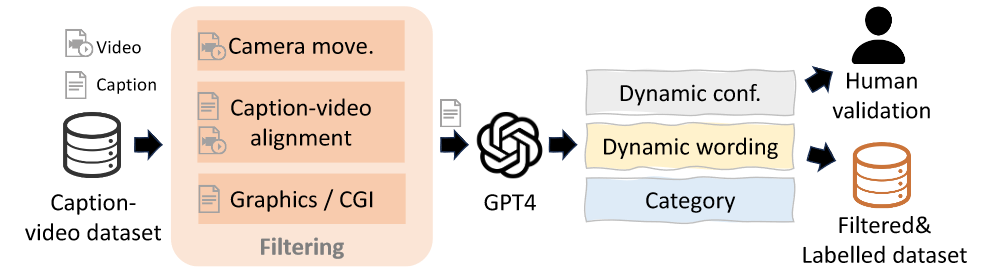 Video
Caption
Caption-
video dataset
Camera move.
Caption-video
alignment
Graphics / CGI
Filtering
GPT4
Dynamic conf.
Dynamic wording
Category
Human
validation
Filtered&
Labelled dataset